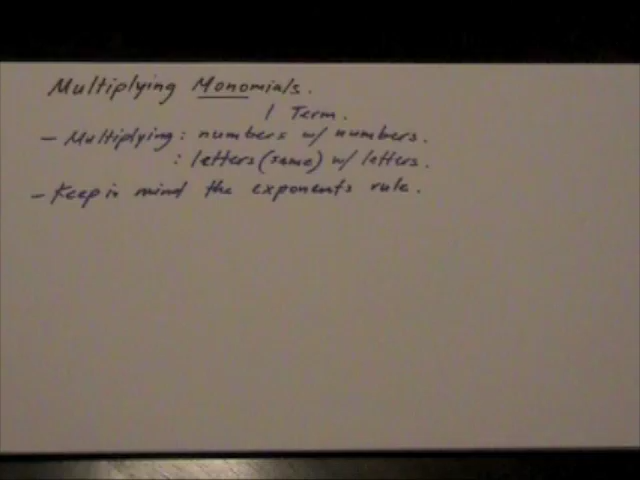 Multiplying Monomials.
1 Term.
- Multiplying: numbers w/ numbers.
: letters (same) w/ letters.
- Keep in mind the exponents rule.